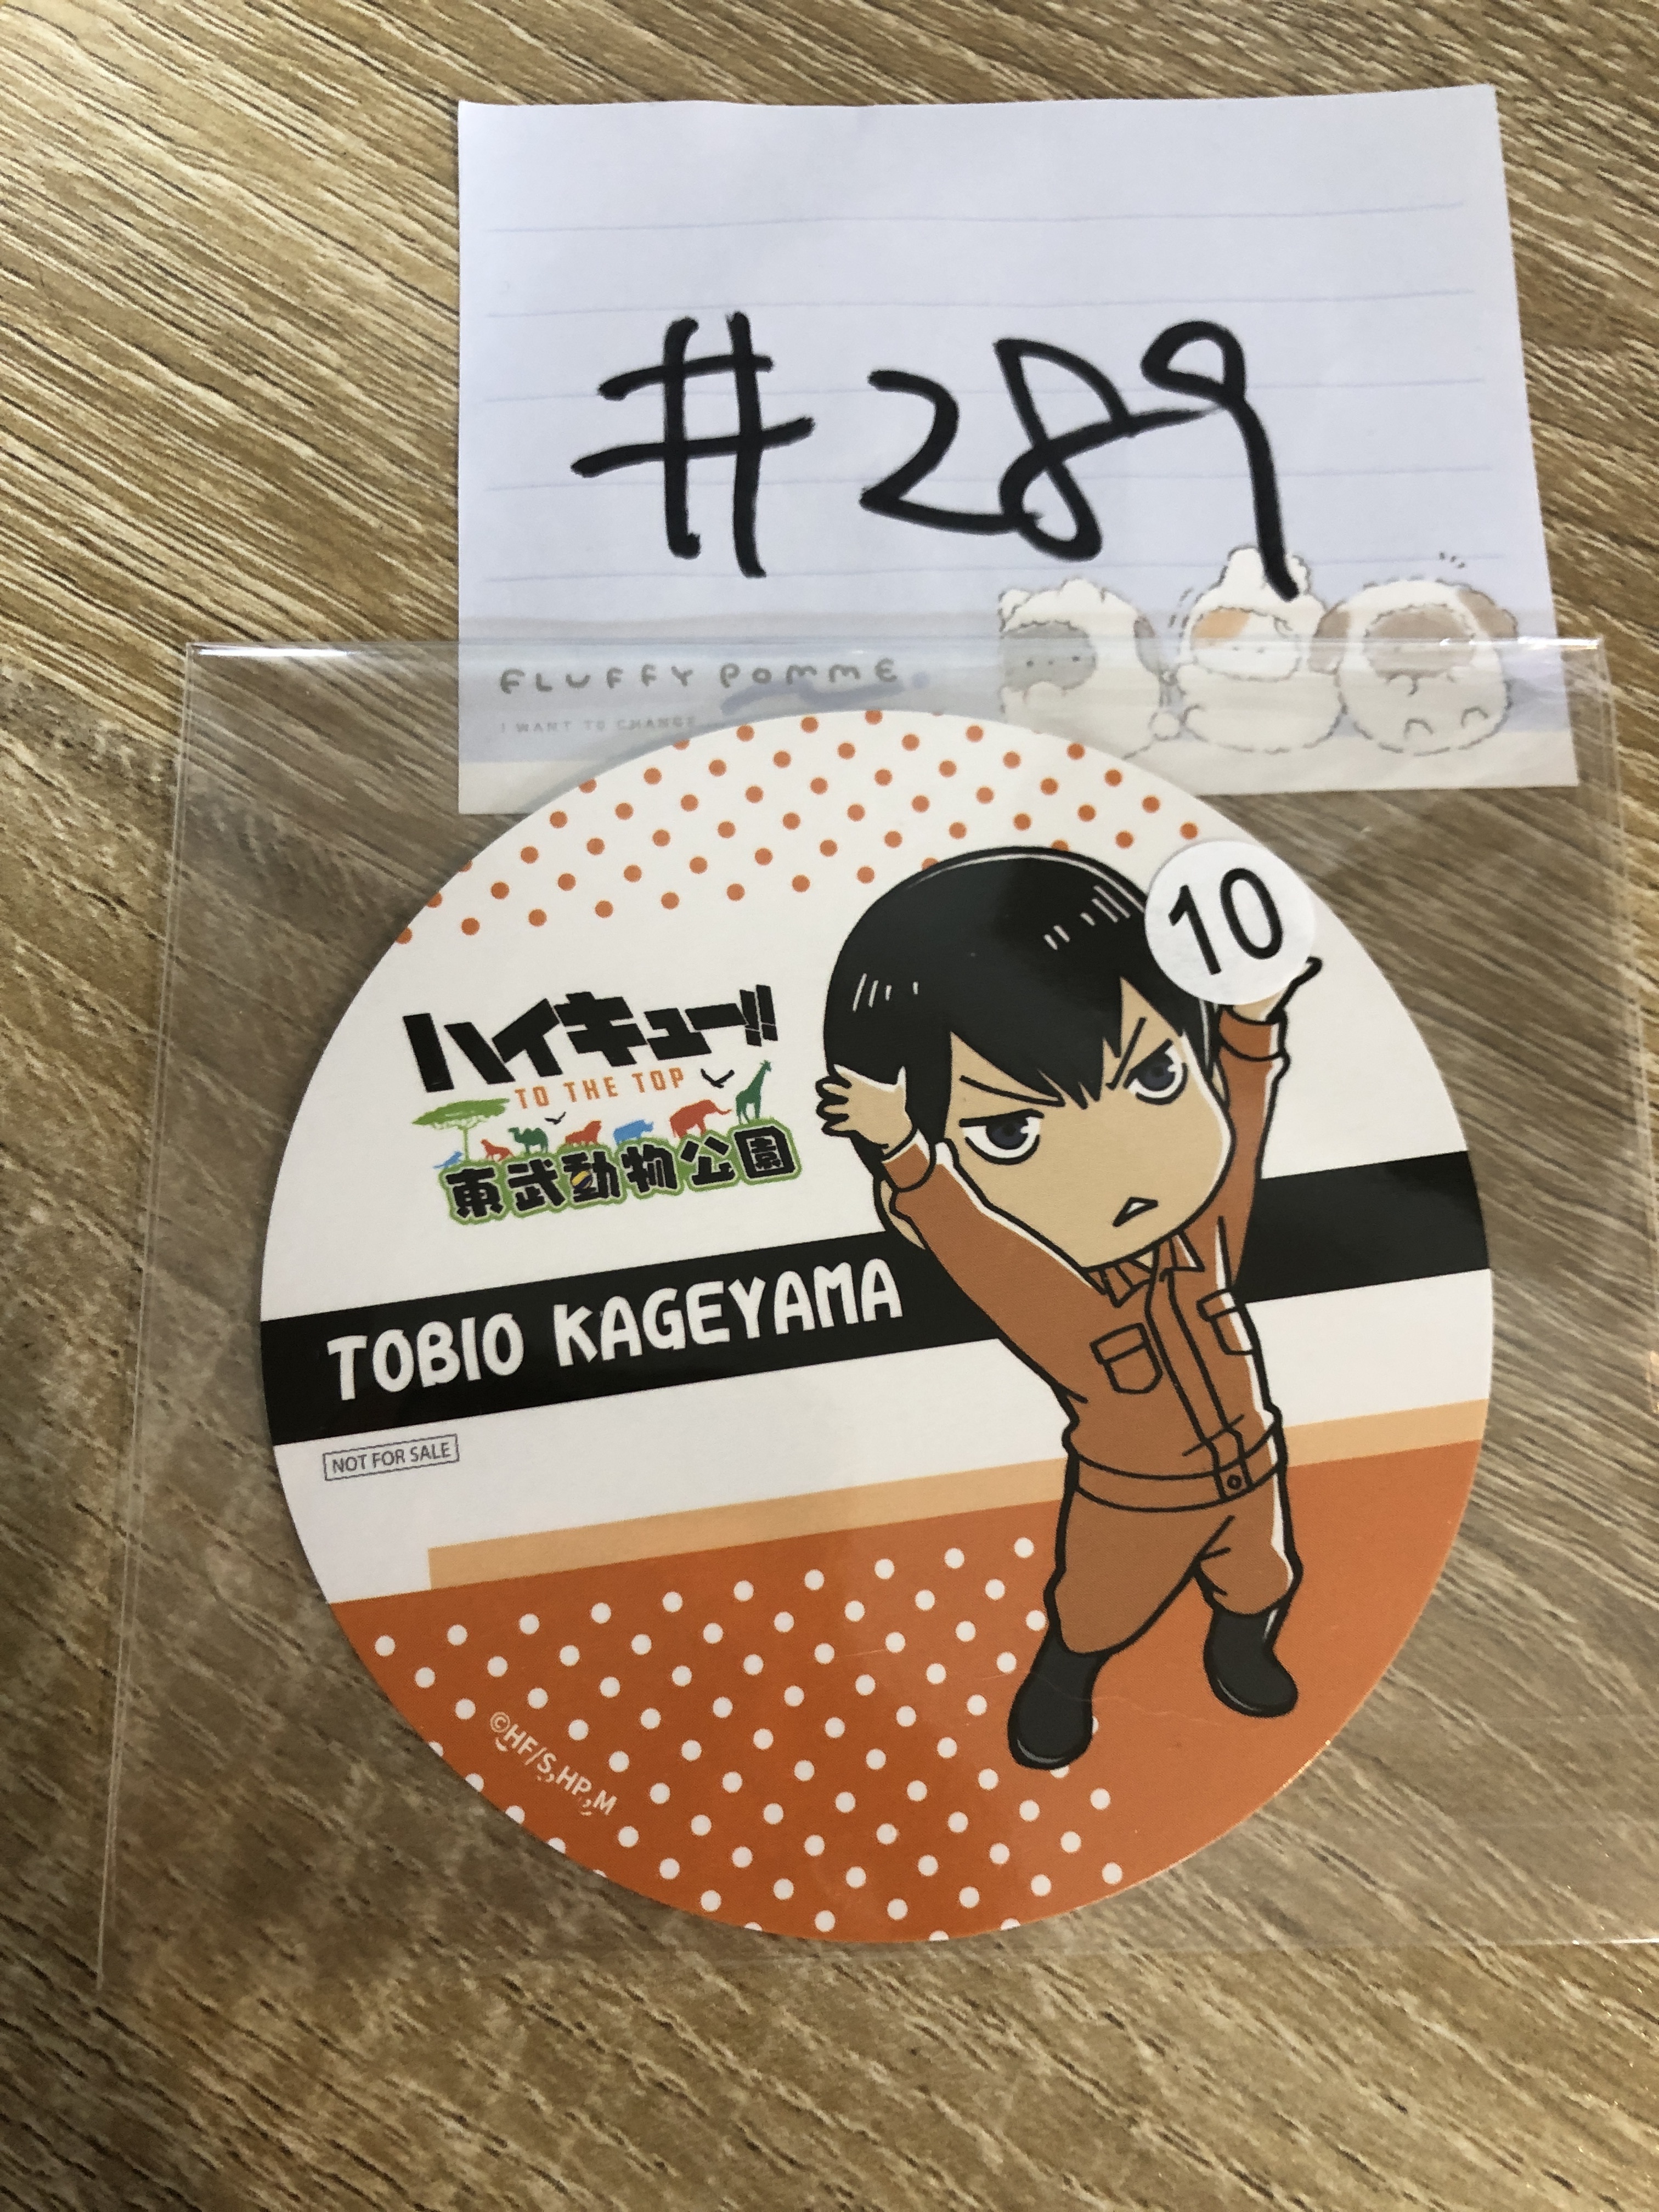 #289
FLUFFY POMME
I WANT TO CHANGE...
10
ハイキュー!!
TO THE TOP
東武動物公園
TOBIO KAGEYAMA
NOT FOR SALE
©HF/S,HP,M